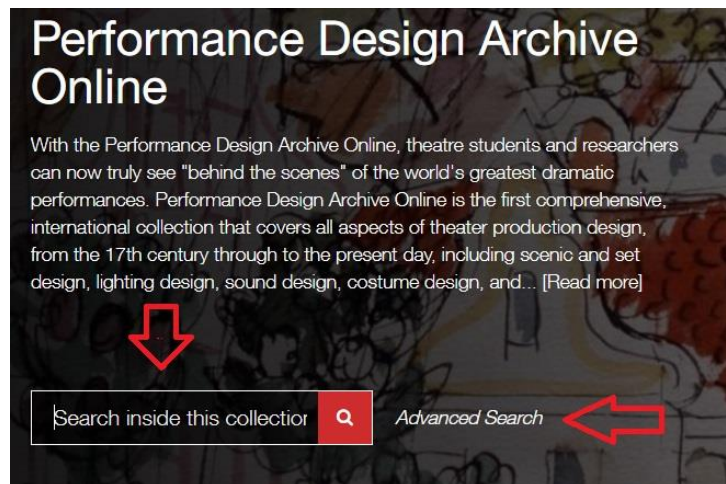 Performance Design Archive
Online
With the Performance Design Archive Online, theatre students and researchers
can now truly see "behind the scenes" of the world's greatest dramatic
performances. Performance Design Archive Online is the first comprehensive,
international collection that covers all aspects of theater production design,
from the 17th century through to the present day, including scenic and set
design, lighting design, sound design, costume design, and... [Read more]
Search inside this collection Advanced Search